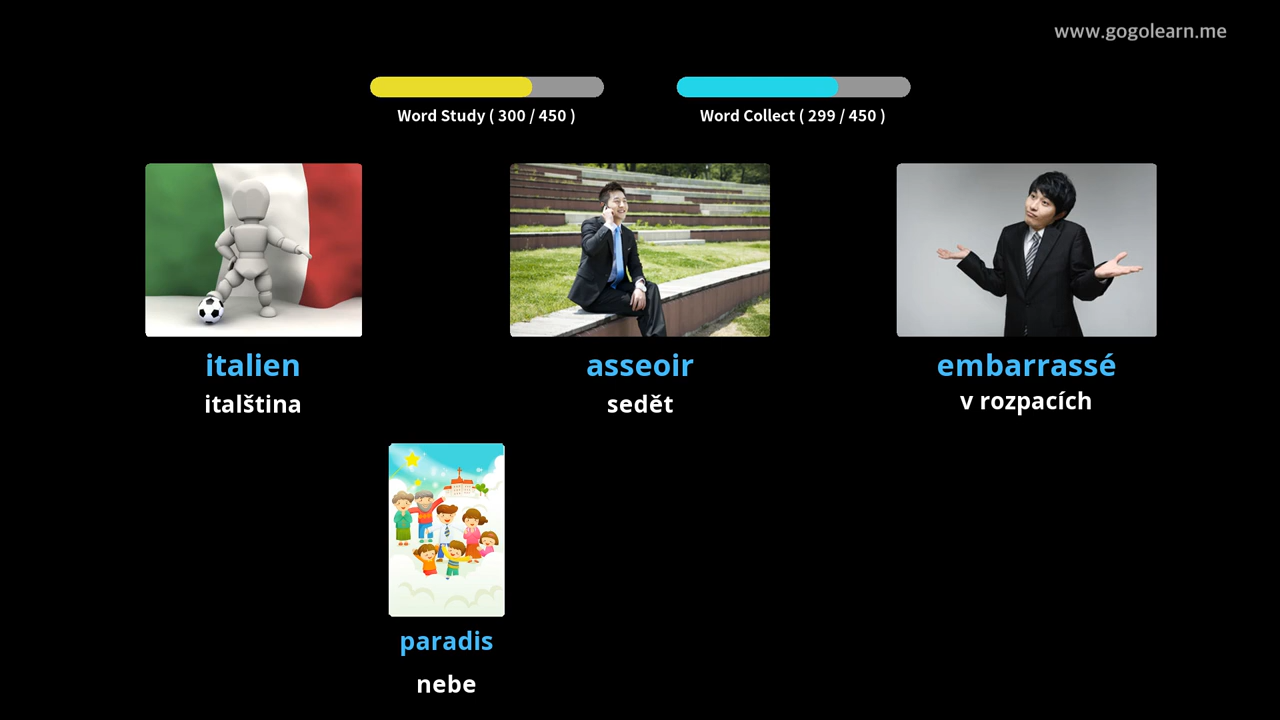 www.gogolearn.me
Word Study ( 300 / 450 )
Word Collect ( 299 / 450 )
italien
asseoir
embarrassé
italština
sedět
v rozpacích
paradis
nebe